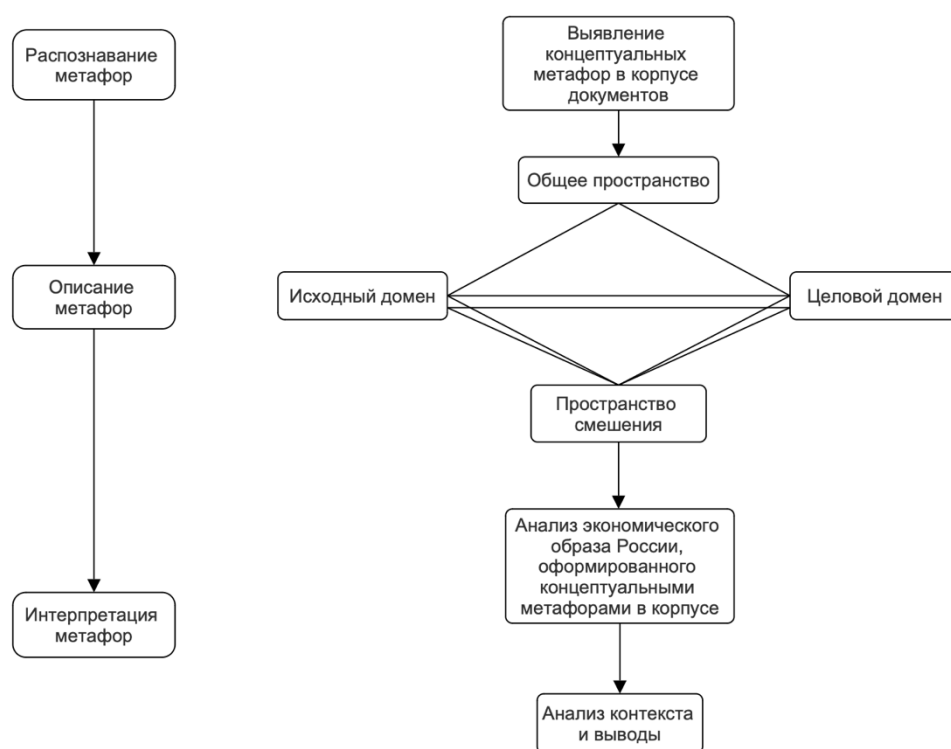 Распознавание
метафор
Выявление
концептуальных
метафор в корпусе
документов
Общее пространство
Описание
метафор
Исходный домен
Целовой домен
Пространство
смешения
Анализ экономического
образа России,
оформированного
концептуальными
метафорами в корпусе
Интерпретация
метафор
Анализ контекста
и выводы